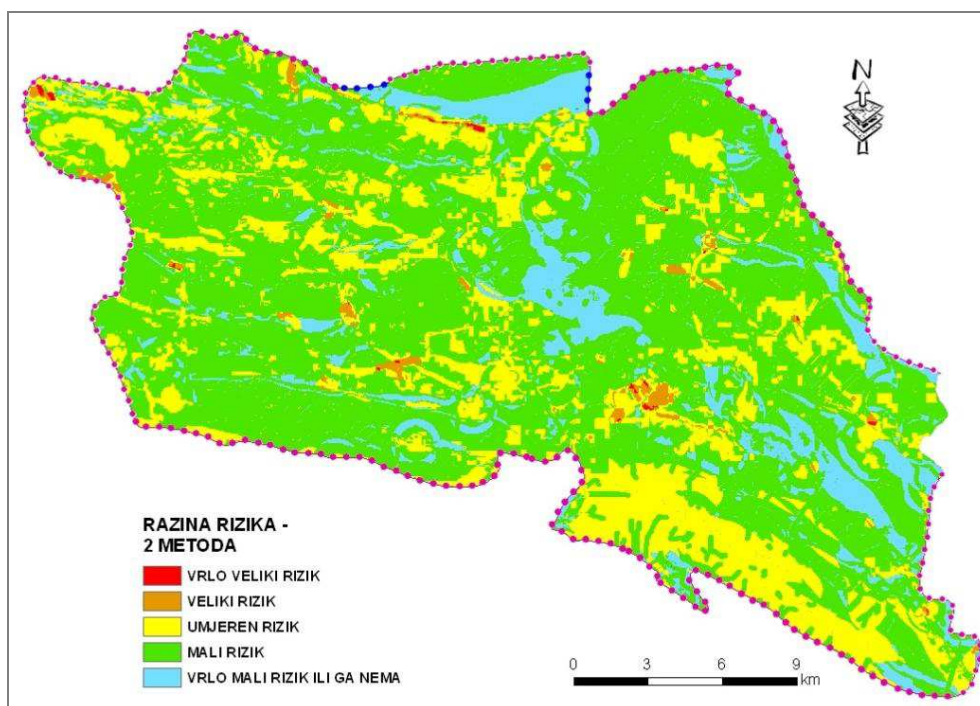 N
RAZINA RIZIKA -
2 METODA
VRLO VELIKI RIZIK
VELIKI RIZIK
UMJEREN RIZIK
MALI RIZIK
VRLO MALI RIZIK ILI GA NEMA
0 3 6 9
km